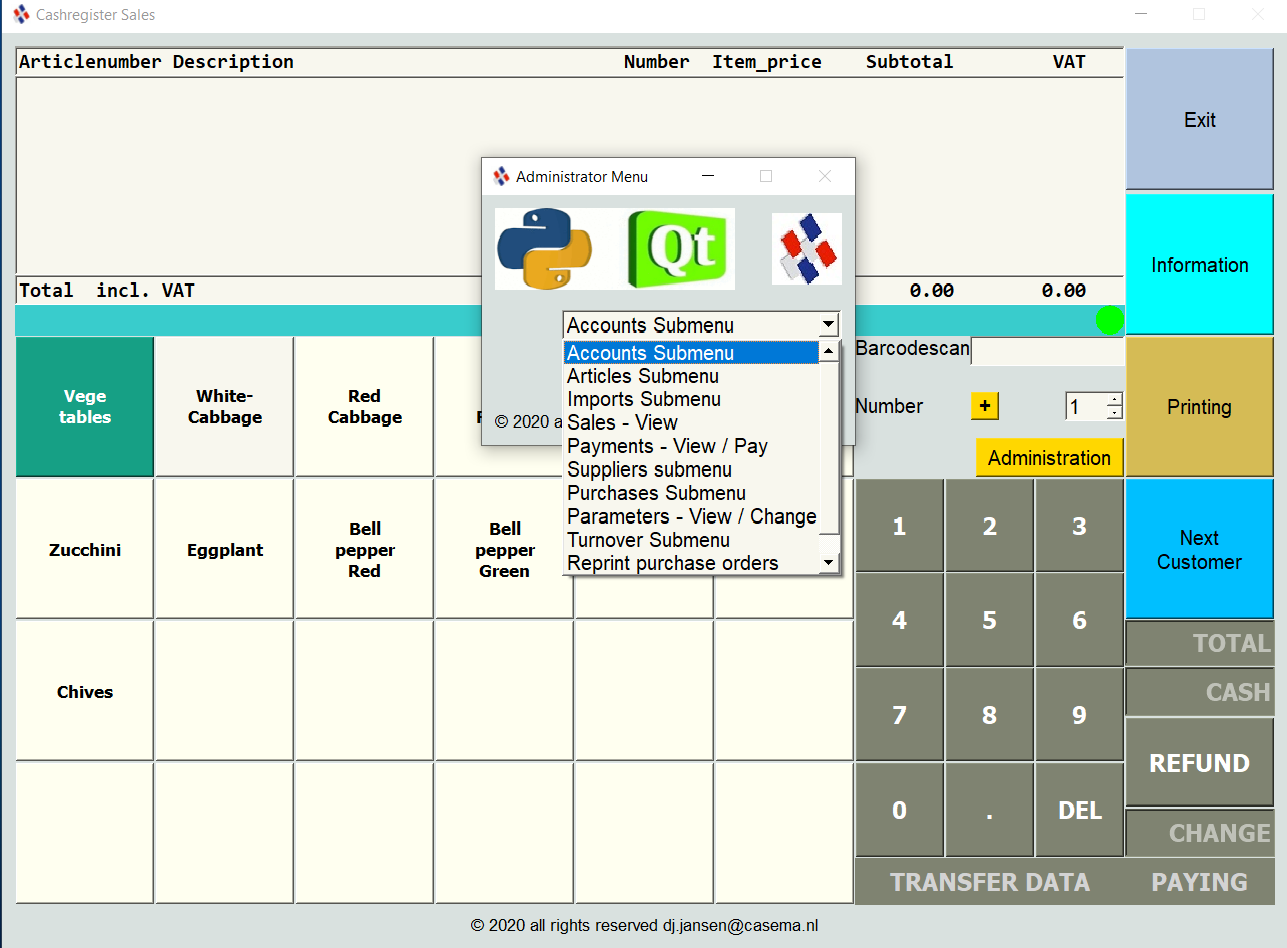 Cashregister Sales
Articlenumber Description Number Item_price Subtotal VAT
Exit
Administrator Menu
Qt
Information
Total incl. VAT 0.00 0.00
Accounts Submenu
Accounts Submenu
Articles Submenu
Imports Submenu
Sales - View
Payments - View / Pay
Suppliers submenu
Purchases Submenu
Parameters - View / Change
Turnover Submenu
Reprint purchase orders
© 2020
Barcodescan
Number + 1
Administration
Printing
Vege
tables
White-
Cabbage
Red
Cabbage
Zucchini
Eggplant
Bell
pepper
Red
Bell
pepper
Green
Chives
1 2 3
4 5 6
7 8 9
0 . DEL
Next
Customer
TOTAL
CASH
REFUND
CHANGE
TRANSFER DATA PAYING
© 2020 all rights reserved dj.jansen@casema.nl